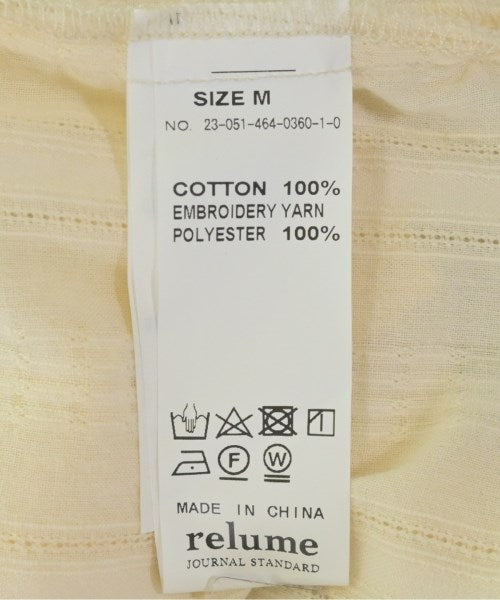 SIZE M
NO. 23-051-464-0360-1-0
COTTON 100%
EMBROIDERY YARN
POLYESTER 100%
F W
MADE IN CHINA
relume
JOURNAL STANDARD